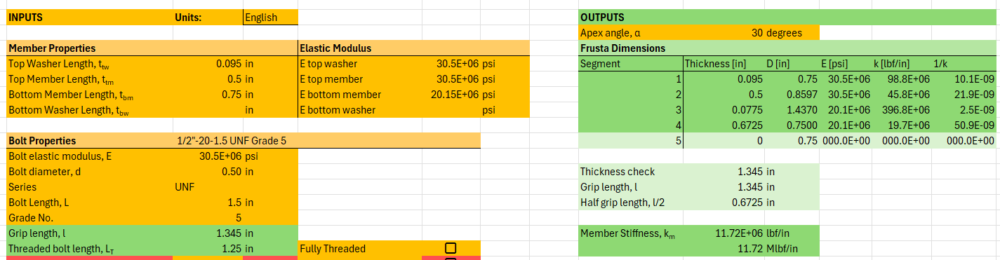 INPUTS Units: English
OUTPUTS
Apex angle, α 30 degrees
Member Properties Elastic Modulus
Top Washer Length, ttw 0.095 in E top washer 30.5E+06 psi
Top Member Length, ttm 0.5 in E top member 30.5E+06 psi
Bottom Member Length, tbm 0.75 in E bottom member 20.15E+06 psi
Bottom Washer Length, tbw in E bottom washer psi
Frusta Dimensions
Segment Thickness [in] D [in] E [psi] k [lbf/in] 1/k
1 0.095 0.75 30.5E+06 98.8E+06 10.1E-09
2 0.5 0.8597 30.5E+06 45.8E+06 21.9E-09
3 0.0775 1.4370 20.1E+06 396.8E+06 2.5E-09
4 0.6725 0.7500 20.1E+06 19.7E+06 50.9E-09
5 0 0.75 000.0E+00 000.0E+00 000.0E+00
Bolt Properties 1/2"-20-1.5 UNF Grade 5
Bolt elastic modulus, E 30.5E+06 psi
Bolt diameter, d 0.50 in
Series UNF
Bolt Length, L 1.5 in
Grade No. 5
Grip length, l 1.345 in
Threaded bolt length, LT 1.25 in Fully Threaded
Thickness check 1.345 in
Grip length, l 1.345 in
Half grip length, l/2 0.6725 in
Member Stiffness, km 11.72E+06 lbf/in
11.72 Mlbf/in